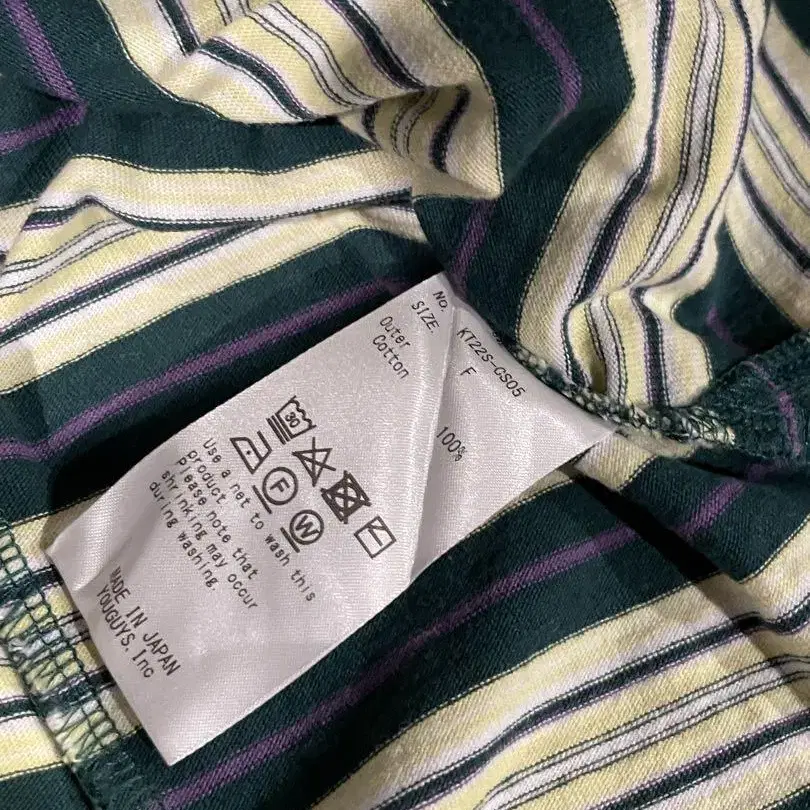 No. KT22S-CS05
SIZE F
Outer
Cotton 100%
30
F
W
Use a net to wash this
product.
Please note that
shrinking may occur
during washing.
MADE IN JAPAN
YOUGUYS.Inc